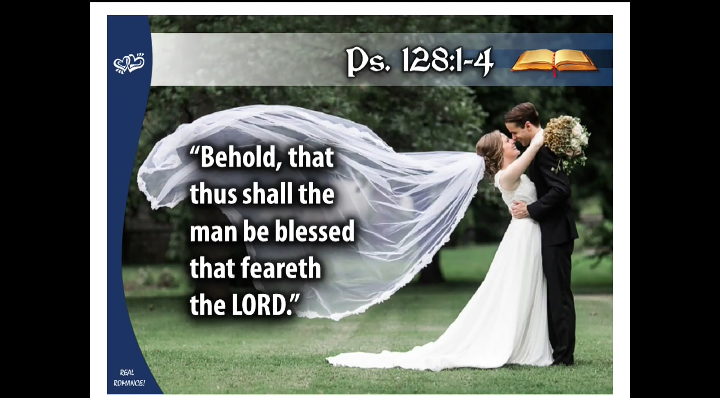 Ps. 128:1-4
“Behold, that
thus shall the
man be blessed
that feareth
the LORD.”
REAL
ROMANCE!